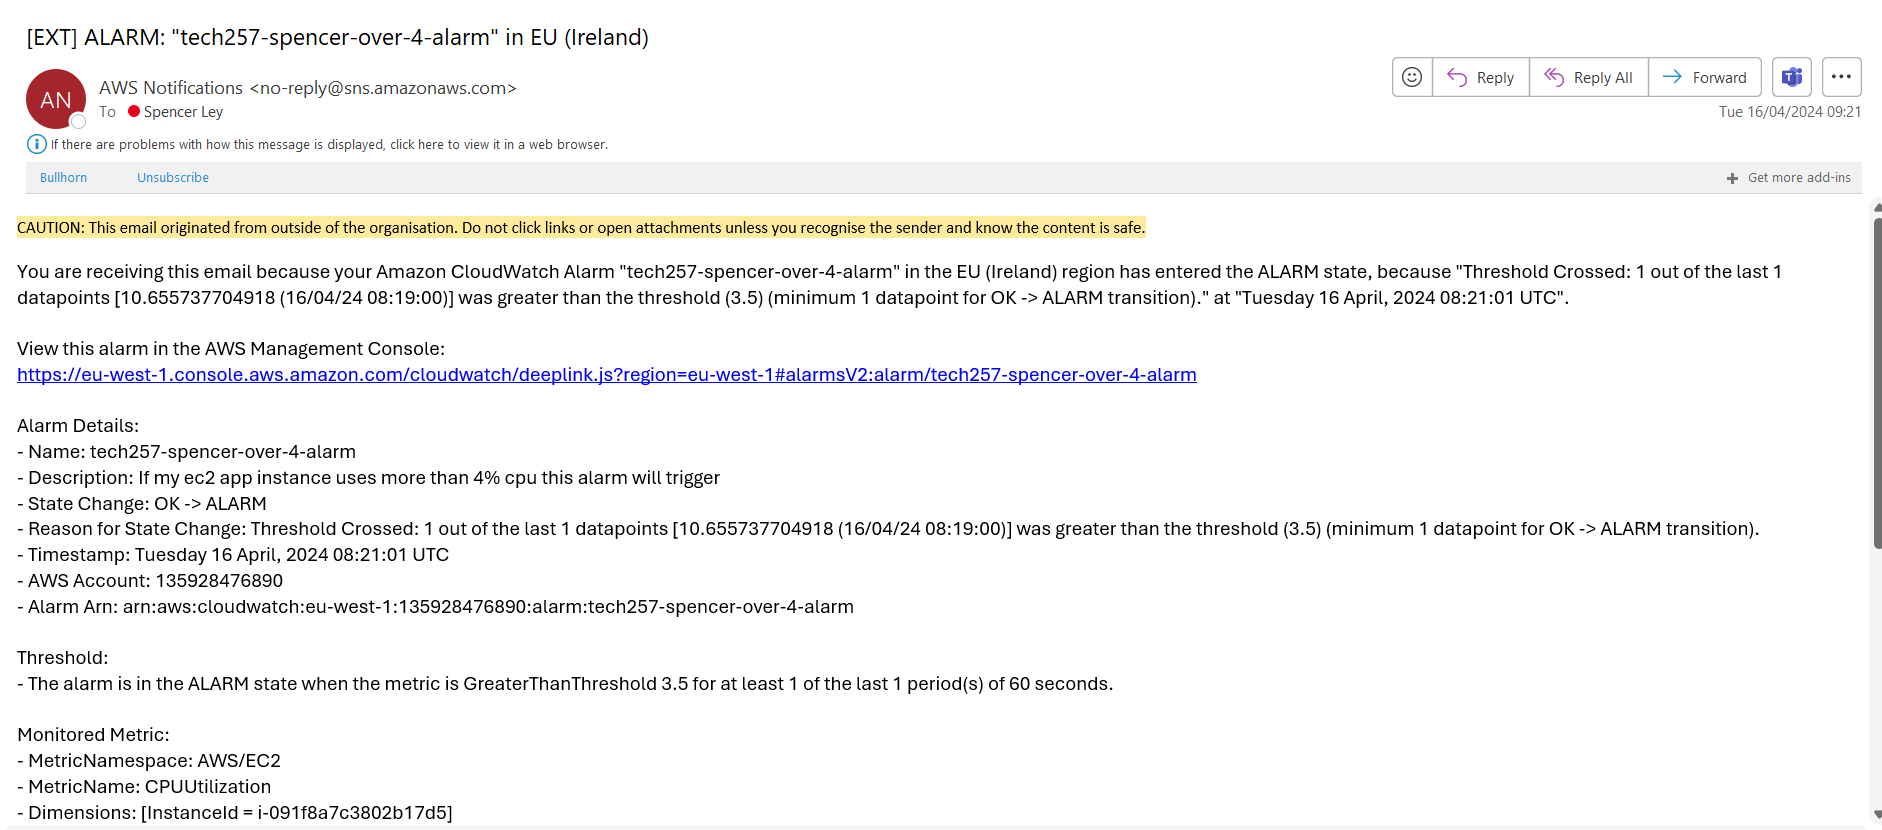 [EXT] ALARM: "tech257-spencer-over-4-alarm" in EU (Ireland)
AN
AWS Notifications <no-reply@sns.amazonaws.com>
To Spencer Ley
Reply
Reply All
Forward
Tue 16/04/2024 09:21
If there are problems with how this message is displayed, click here to view it in a web browser.
Bullhorn
Unsubscribe
Get more add-ins
CAUTION: This email originated from outside of the organisation. Do not click links or open attachments unless you recognise the sender and know the content is safe.
You are receiving this email because your Amazon CloudWatch Alarm "tech257-spencer-over-4-alarm" in the EU (Ireland) region has entered the ALARM state, because "Threshold Crossed: 1 out of the last 1
datapoints [10.655737704918 (16/04/24 08:19:00)] was greater than the threshold (3.5) (minimum 1 datapoint for OK -> ALARM transition)." at "Tuesday 16 April, 2024 08:21:01 UTC".
View this alarm in the AWS Management Console:
https://eu-west-1.console.aws.amazon.com/cloudwatch/deeplink.js?region=eu-west-1#alarmsV2:alarm/tech257-spencer-over-4-alarm
Alarm Details:
- Name: tech257-spencer-over-4-alarm
- Description: If my ec2 app instance uses more than 4% cpu this alarm will trigger
- State Change: OK -> ALARM
- Reason for State Change: Threshold Crossed: 1 out of the last 1 datapoints [10.655737704918 (16/04/24 08:19:00)] was greater than the threshold (3.5) (minimum 1 datapoint for OK -> ALARM transition).
- Timestamp: Tuesday 16 April, 2024 08:21:01 UTC
- AWS Account: 135928476890
- Alarm Arn: arn:aws:cloudwatch:eu-west-1:135928476890:alarm:tech257-spencer-over-4-alarm
Threshold:
- The alarm is in the ALARM state when the metric is GreaterThanThreshold 3.5 for at least 1 of the last 1 period(s) of 60 seconds.
Monitored Metric:
- MetricNamespace: AWS/EC2
- MetricName: CPUUtilization
- Dimensions: [InstanceId = i-091f8a7c3802b17d5]